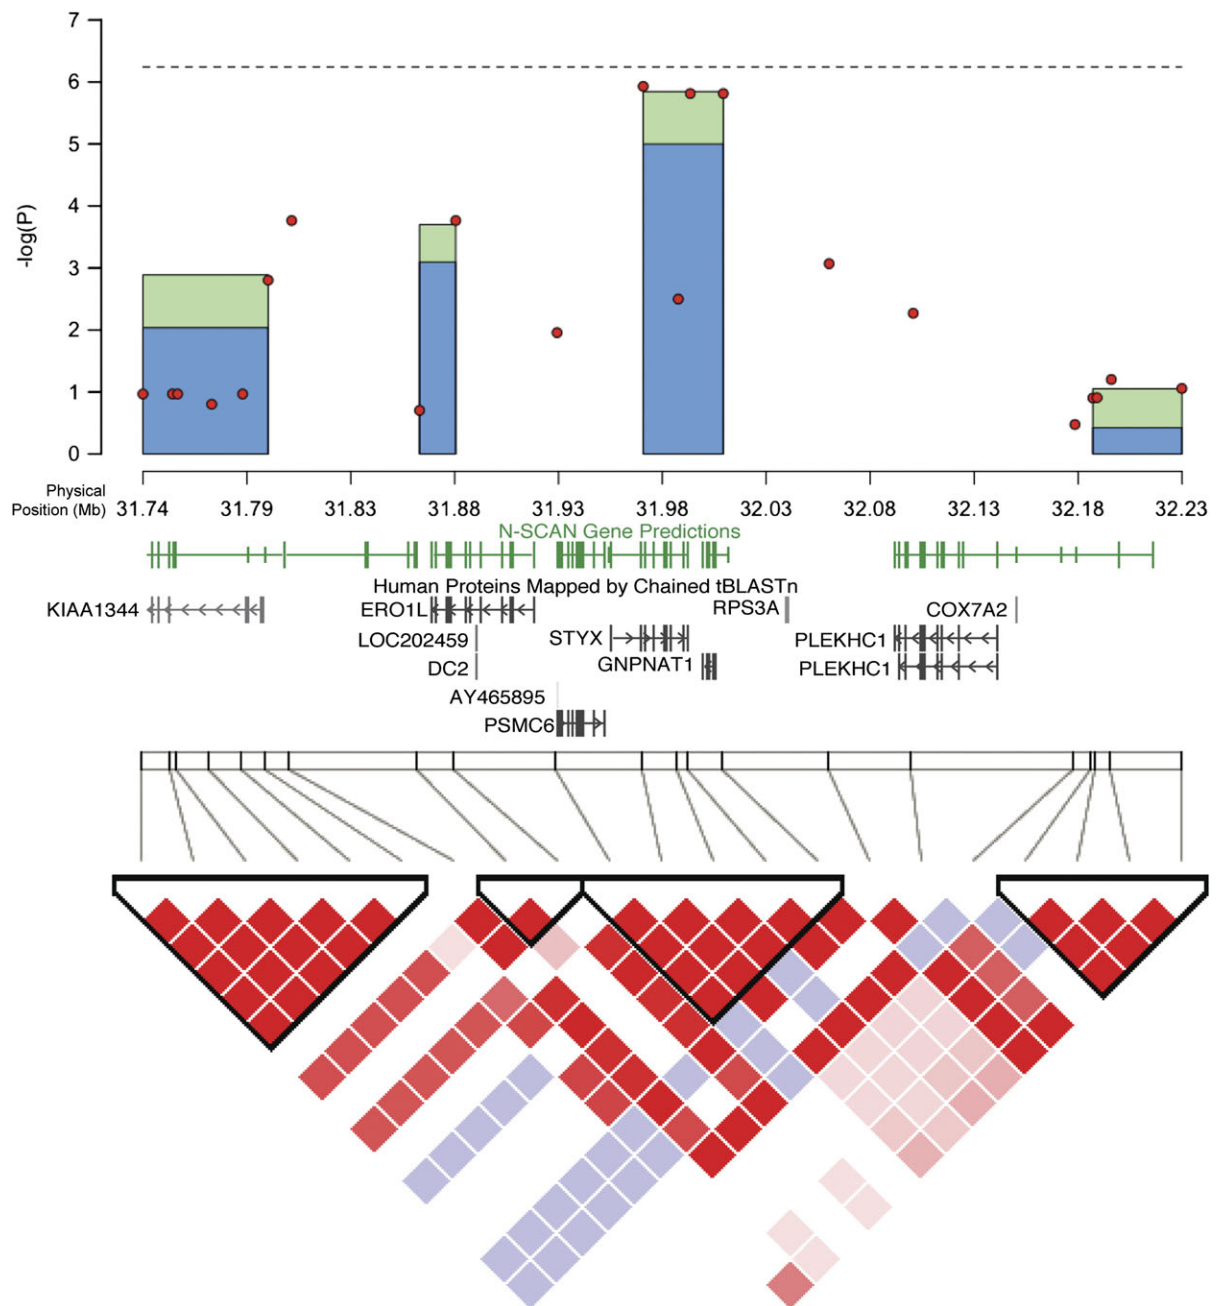 7
6
5
4
3
2
1
0
-log(P)
Physical
Position (Mb)
31.74 31.79 31.83 31.88 31.93 31.98 32.03 32.08 32.13 32.18 32.23
N-SCAN Gene Predictions
Human Proteins Mapped by Chained tBLASTn
KIAA1344 ERO1L RPS3A COX7A2
LOC202459 STYX PLEKHC1
DC2 GNPNAT1 PLEKHC1
AY465895
PSMC6